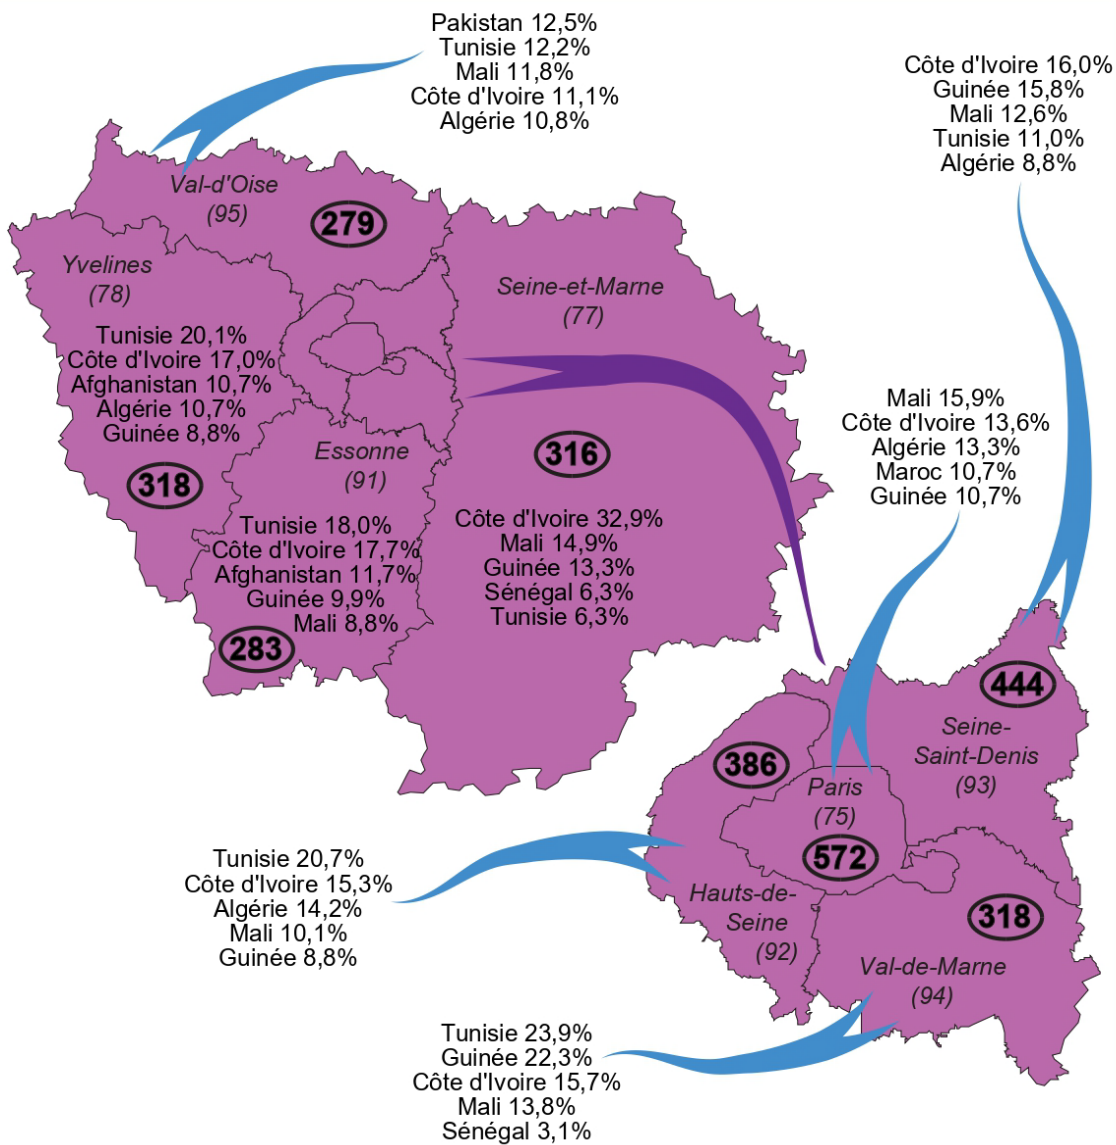 Pakistan 12,5%
Tunisie 12,2%
Mali 11,8%
Côte d'Ivoire 11,1%
Algérie 10,8%
Côte d'Ivoire 16,0%
Guinée 15,8%
Mali 12,6%
Tunisie 11,0%
Algérie 8,8%
Val-d'Oise
(95)
279
Yvelines
(78)
Tunisie 20,1%
Côte d'Ivoire 17,0%
Afghanistan 10,7%
Algérie 10,7%
Guinée 8,8%
318
Seine-et-Marne
(77)
316
Côte d'Ivoire 32,9%
Mali 14,9%
Guinée 13,3%
Sénégal 6,3%
Tunisie 6,3%
Essonne
(91)
Tunisie 18,0%
Côte d'Ivoire 17,7%
Afghanistan 11,7%
Guinée 9,9%
Mali 8,8%
283
Mali 15,9%
Côte d'Ivoire 13,6%
Algérie 13,3%
Maroc 10,7%
Guinée 10,7%
444
Seine-
Saint-Denis
(93)
386
Paris
(75)
572
Tunisie 20,7%
Côte d'Ivoire 15,3%
Algérie 14,2%
Mali 10,1%
Guinée 8,8%
Hauts-de-
Seine
(92)
318
Val-de-Marne
(94)
Tunisie 23,9%
Guinée 22,3%
Côte d'Ivoire 15,7%
Mali 13,8%
Sénégal 3,1%